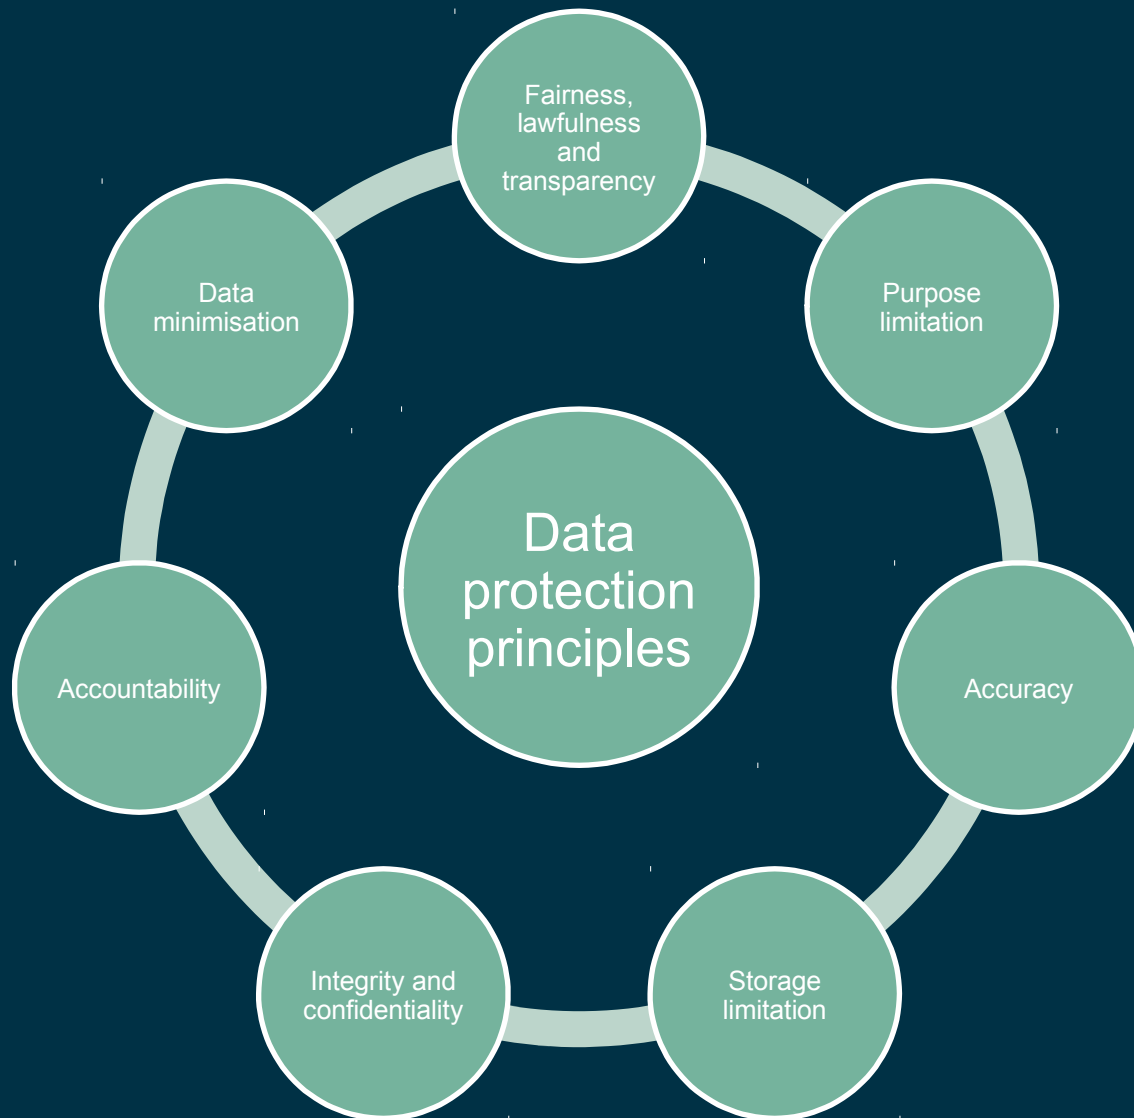 Fairness,
lawfulness
and
transparency
Purpose
limitation
Accuracy
Storage
limitation
Integrity and
confidentiality
Accountability
Data
minimisation
Data
protection
principles